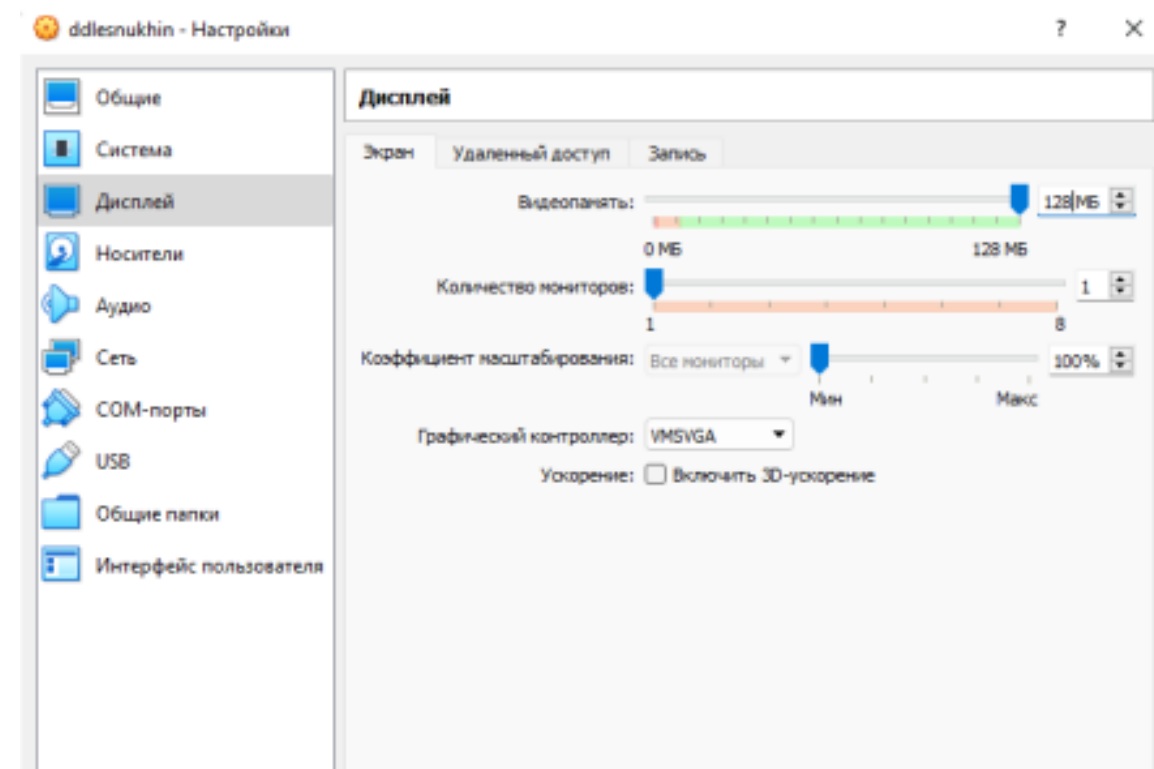 ddlesnukhin - Настройки
?
Общие
Система
Дисплей
Носители
Аудио
Сеть
COM-порты
USB
Общие папки
Интерфейс пользователя
Дисплей
Экран Удаленный доступ Запись
Видеопамять: 128 МБ
0 МБ 128 МБ
Количество мониторов: 1
1 8
Коэффициент масштабирования: Все мониторы 100%
Мин Макс
Графический контроллер: VMSVGA
Ускорение: Включить 3D-ускорение